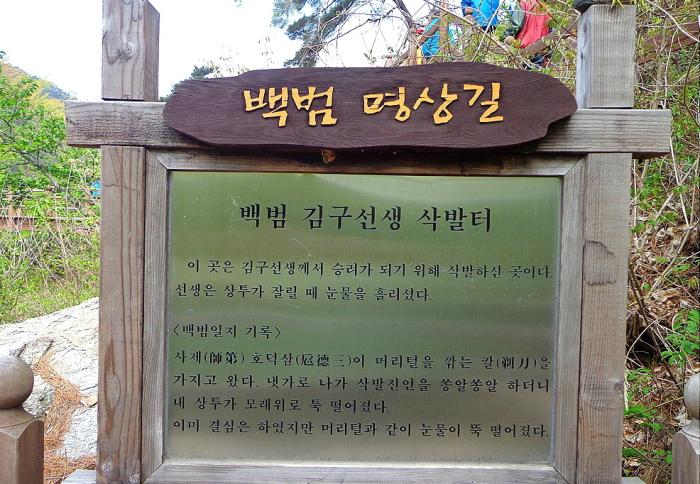 백범 명상길
백범 김구선생 삭발터
이 곳은 김구선생께서 승려가 되기 위해 삭발하신 곳이다.
선생은 상투가 잘릴 때 눈물을 흘리셨다.
<백범일지 기록>
사제(師第) 호덕삼(扈德三)이 머리털을 깎는 칼(剃刀)을
가지고 왔다. 냇가로 나가 삭발진언을 쏭알쏭알 하더니
내 상투가 모래위로 툭 떨어졌다.
이미 결심은 하였지만 머리털과 같이 눈물이 뚝 떨어졌다.